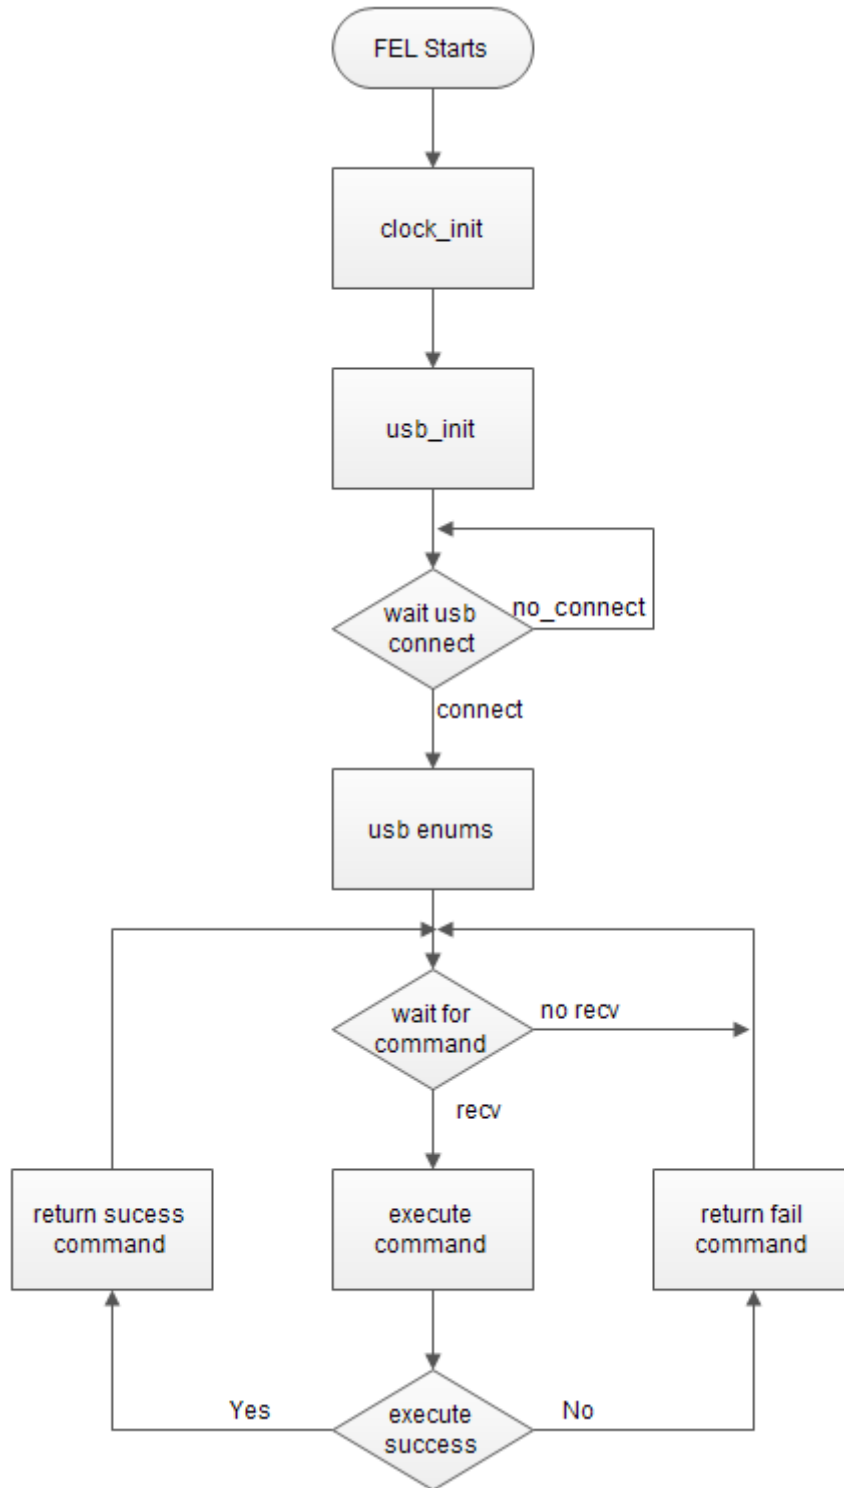 FEL Starts
clock_init
usb_init
wait usb
connect
no_connect
connect
usb enums
wait for
command
no recv
recv
return sucess
command
execute
command
return fail
command
Yes
execute
success
No